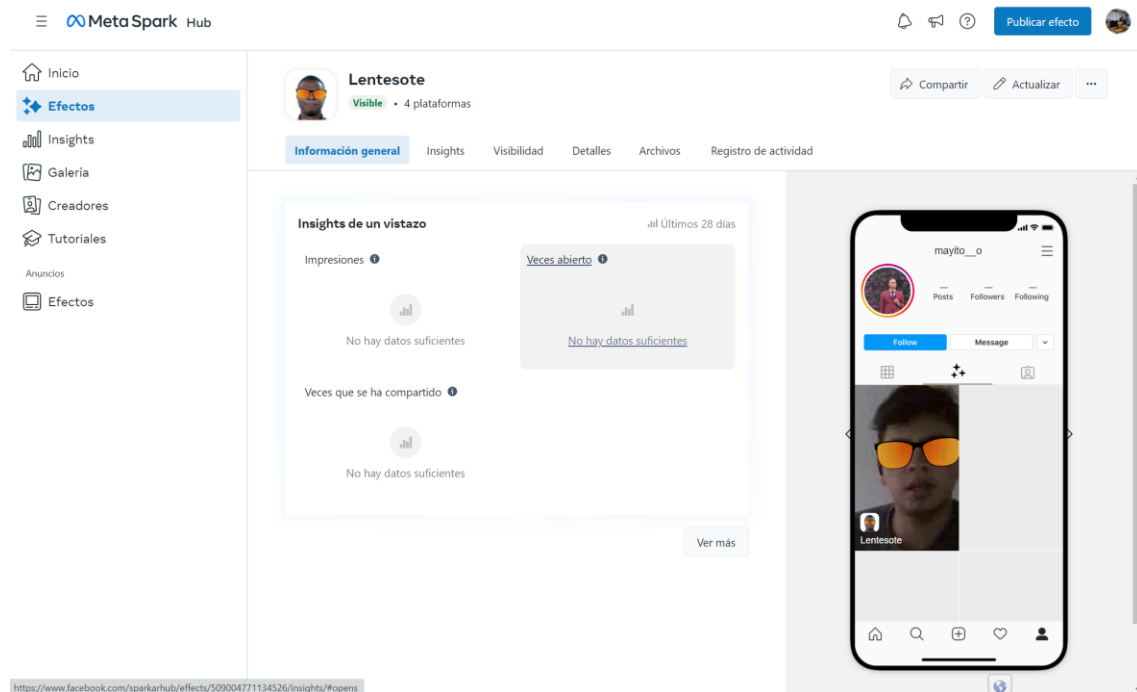 Meta Spark Hub
Publicar efecto
Inicio
Efectos
Insights
Galería
Creadores
Tutoriales
Anuncios
Efectos
Lentesote
Visible • 4 plataformas
Compartir
Actualizar
Información general
Insights
Visibilidad
Detalles
Archivos
Registro de actividad
Insights de un vistazo
Últimos 28 días
Impresiones
No hay datos suficientes
Veces abierto
No hay datos suficientes
Veces que se ha compartido
No hay datos suficientes
Ver más
mayito__o
Posts Followers Following
Follow
Message
Lentesote
https://www.facebook.com/sparkarhub/effects/509004771134526/insights/#opens